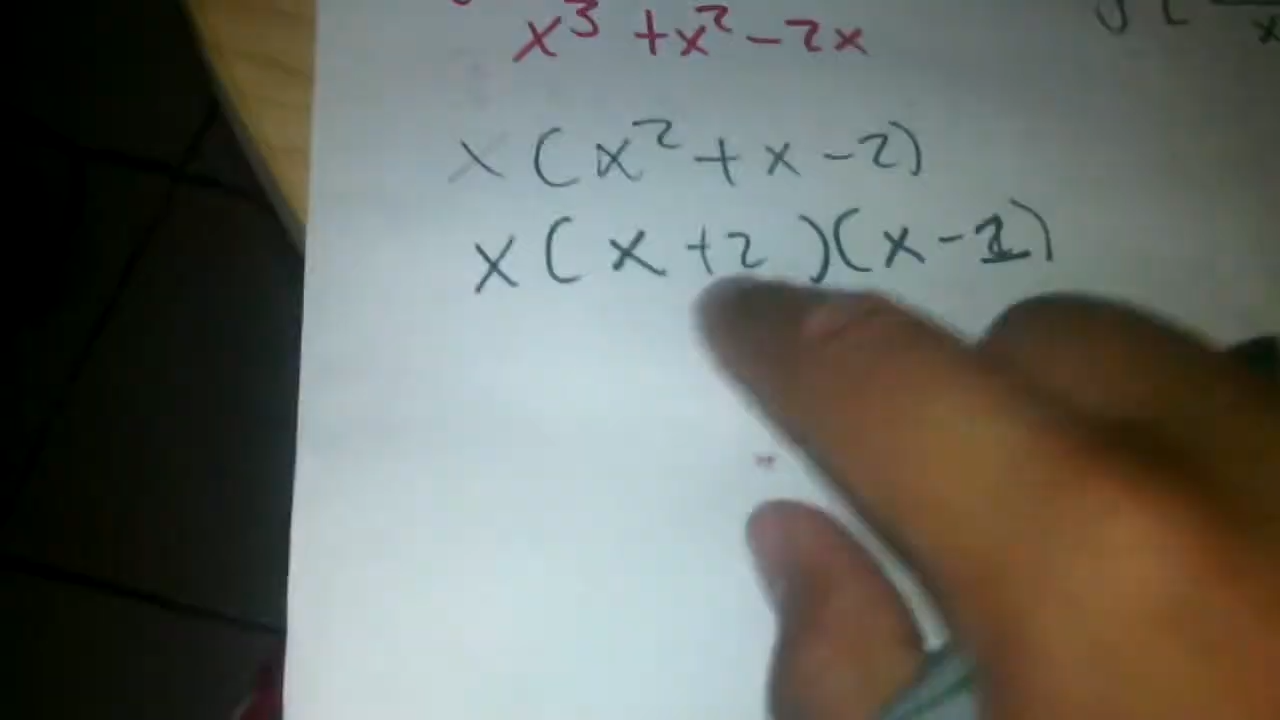 x³ + x² - 2x
x (x² + x - 2)
x ( x + 2 ) (x - 1)